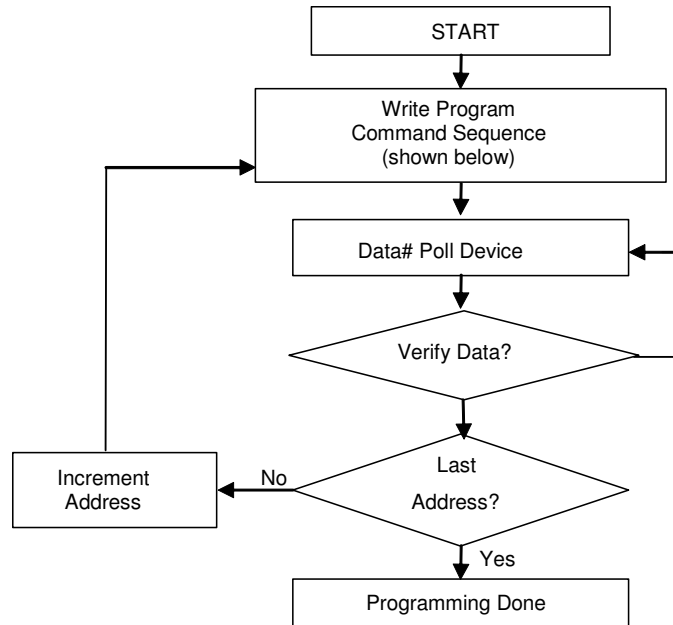 START
Write Program
Command Sequence
(shown below)
Data# Poll Device
Verify Data?
Last
Address?
No
Increment
Address
Yes
Programming Done